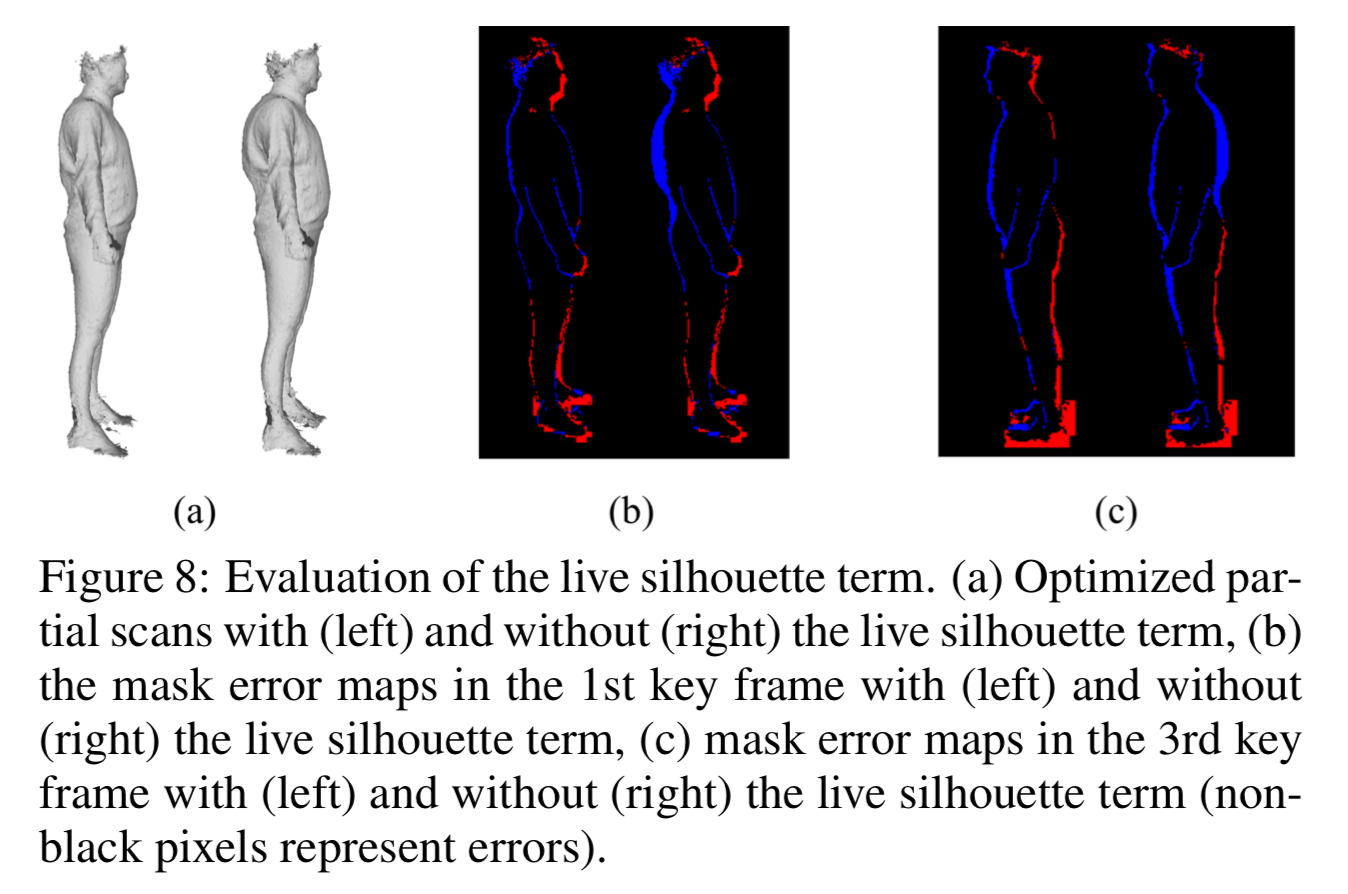 (a)
(b)
(c)
Figure 8: Evaluation of the live silhouette term. (a) Optimized par-
tial scans with (left) and without (right) the live silhouette term, (b)
the mask error maps in the 1st key frame with (left) and without
(right) the live silhouette term, (c) mask error maps in the 3rd key
frame with (left) and without (right) the live silhouette term (non-
black pixels represent errors).